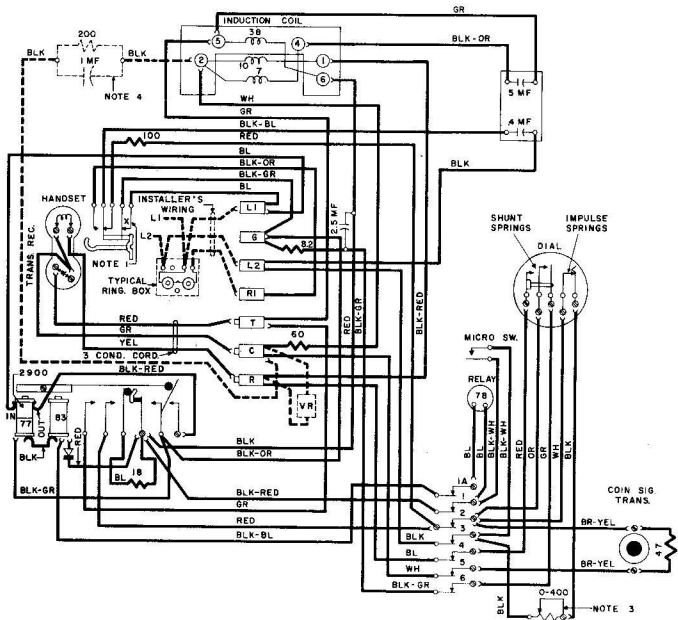 GR
INDUCTION COIL
200
38
5
4
BLK-OR
BLK
1 MF
BLK
2
10
1
7
6
.5 MF
NOTE 4
WH
GR
BLK-BL
.4 MF
RED
100
BL
BLK-OR
BLK
BLK-GR
HANDSET
INSTALLER'S
WIRING
BL
L1
L1
X
2.5 MF
SHUNT
SPRINGS
IMPULSE
SPRINGS
TRANS. REC.
L2
G
8.2
DIAL
NOTE 1
L2
TYPICAL
RING. BOX
R1
RED
T
RED
BLK-GR
BLK-RED
GR
C
60
MICRO SW.
YEL
3 COND. CORD.
R
BLK-RED
RELAY
2900
VR
78
IN
77
OUT
83
RED
BLK
BL
BL
BLK-WH
BLK-WH
RED
OR
GR
WH
BLK
BLK
BLK-OR
BL
18
1A
BLK-GR
BLK-RED
1
COIN SIG.
TRANS.
GR
2
RED
3
BR-YEL
BLK-BL
BLK
4
47
BL
5
WH
BR-YEL
6
BLK-GR
BLK
0-400
NOTE 3